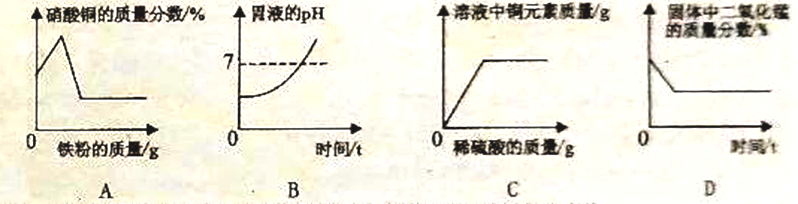 硝酸铜的质量分数/%
0
铁粉的质量/g
A
胃液的pH
7
0
时间/t
B
溶液中铜元素质量/g
0
稀硫酸的质量/g
C
固体中二氧化锰
的质量分数/%
0
时间/t
D